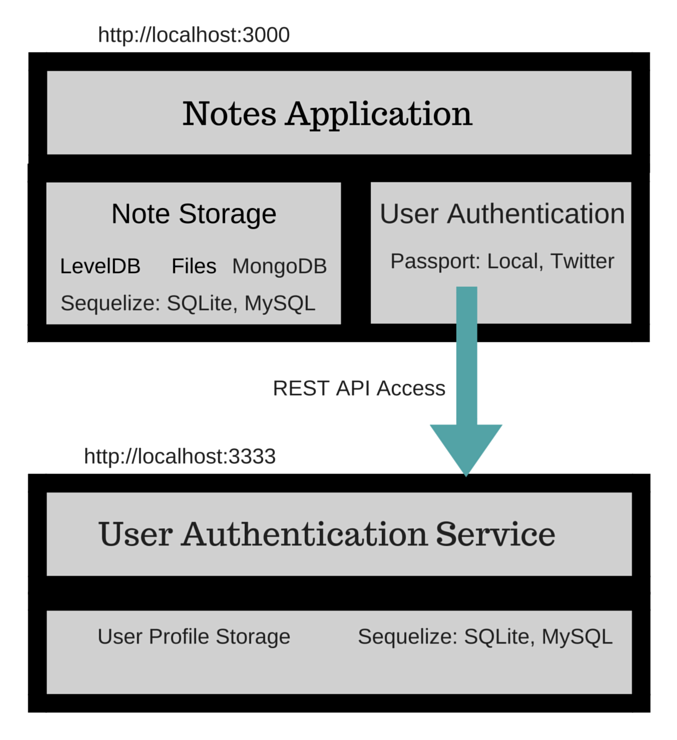 http://localhost:3000
Notes Application
Note Storage
LevelDB Files MongoDB
Sequelize: SQLite, MySQL
User Authentication
Passport: Local, Twitter
REST API Access
http://localhost:3333
User Authentication Service
User Profile Storage Sequelize: SQLite, MySQL